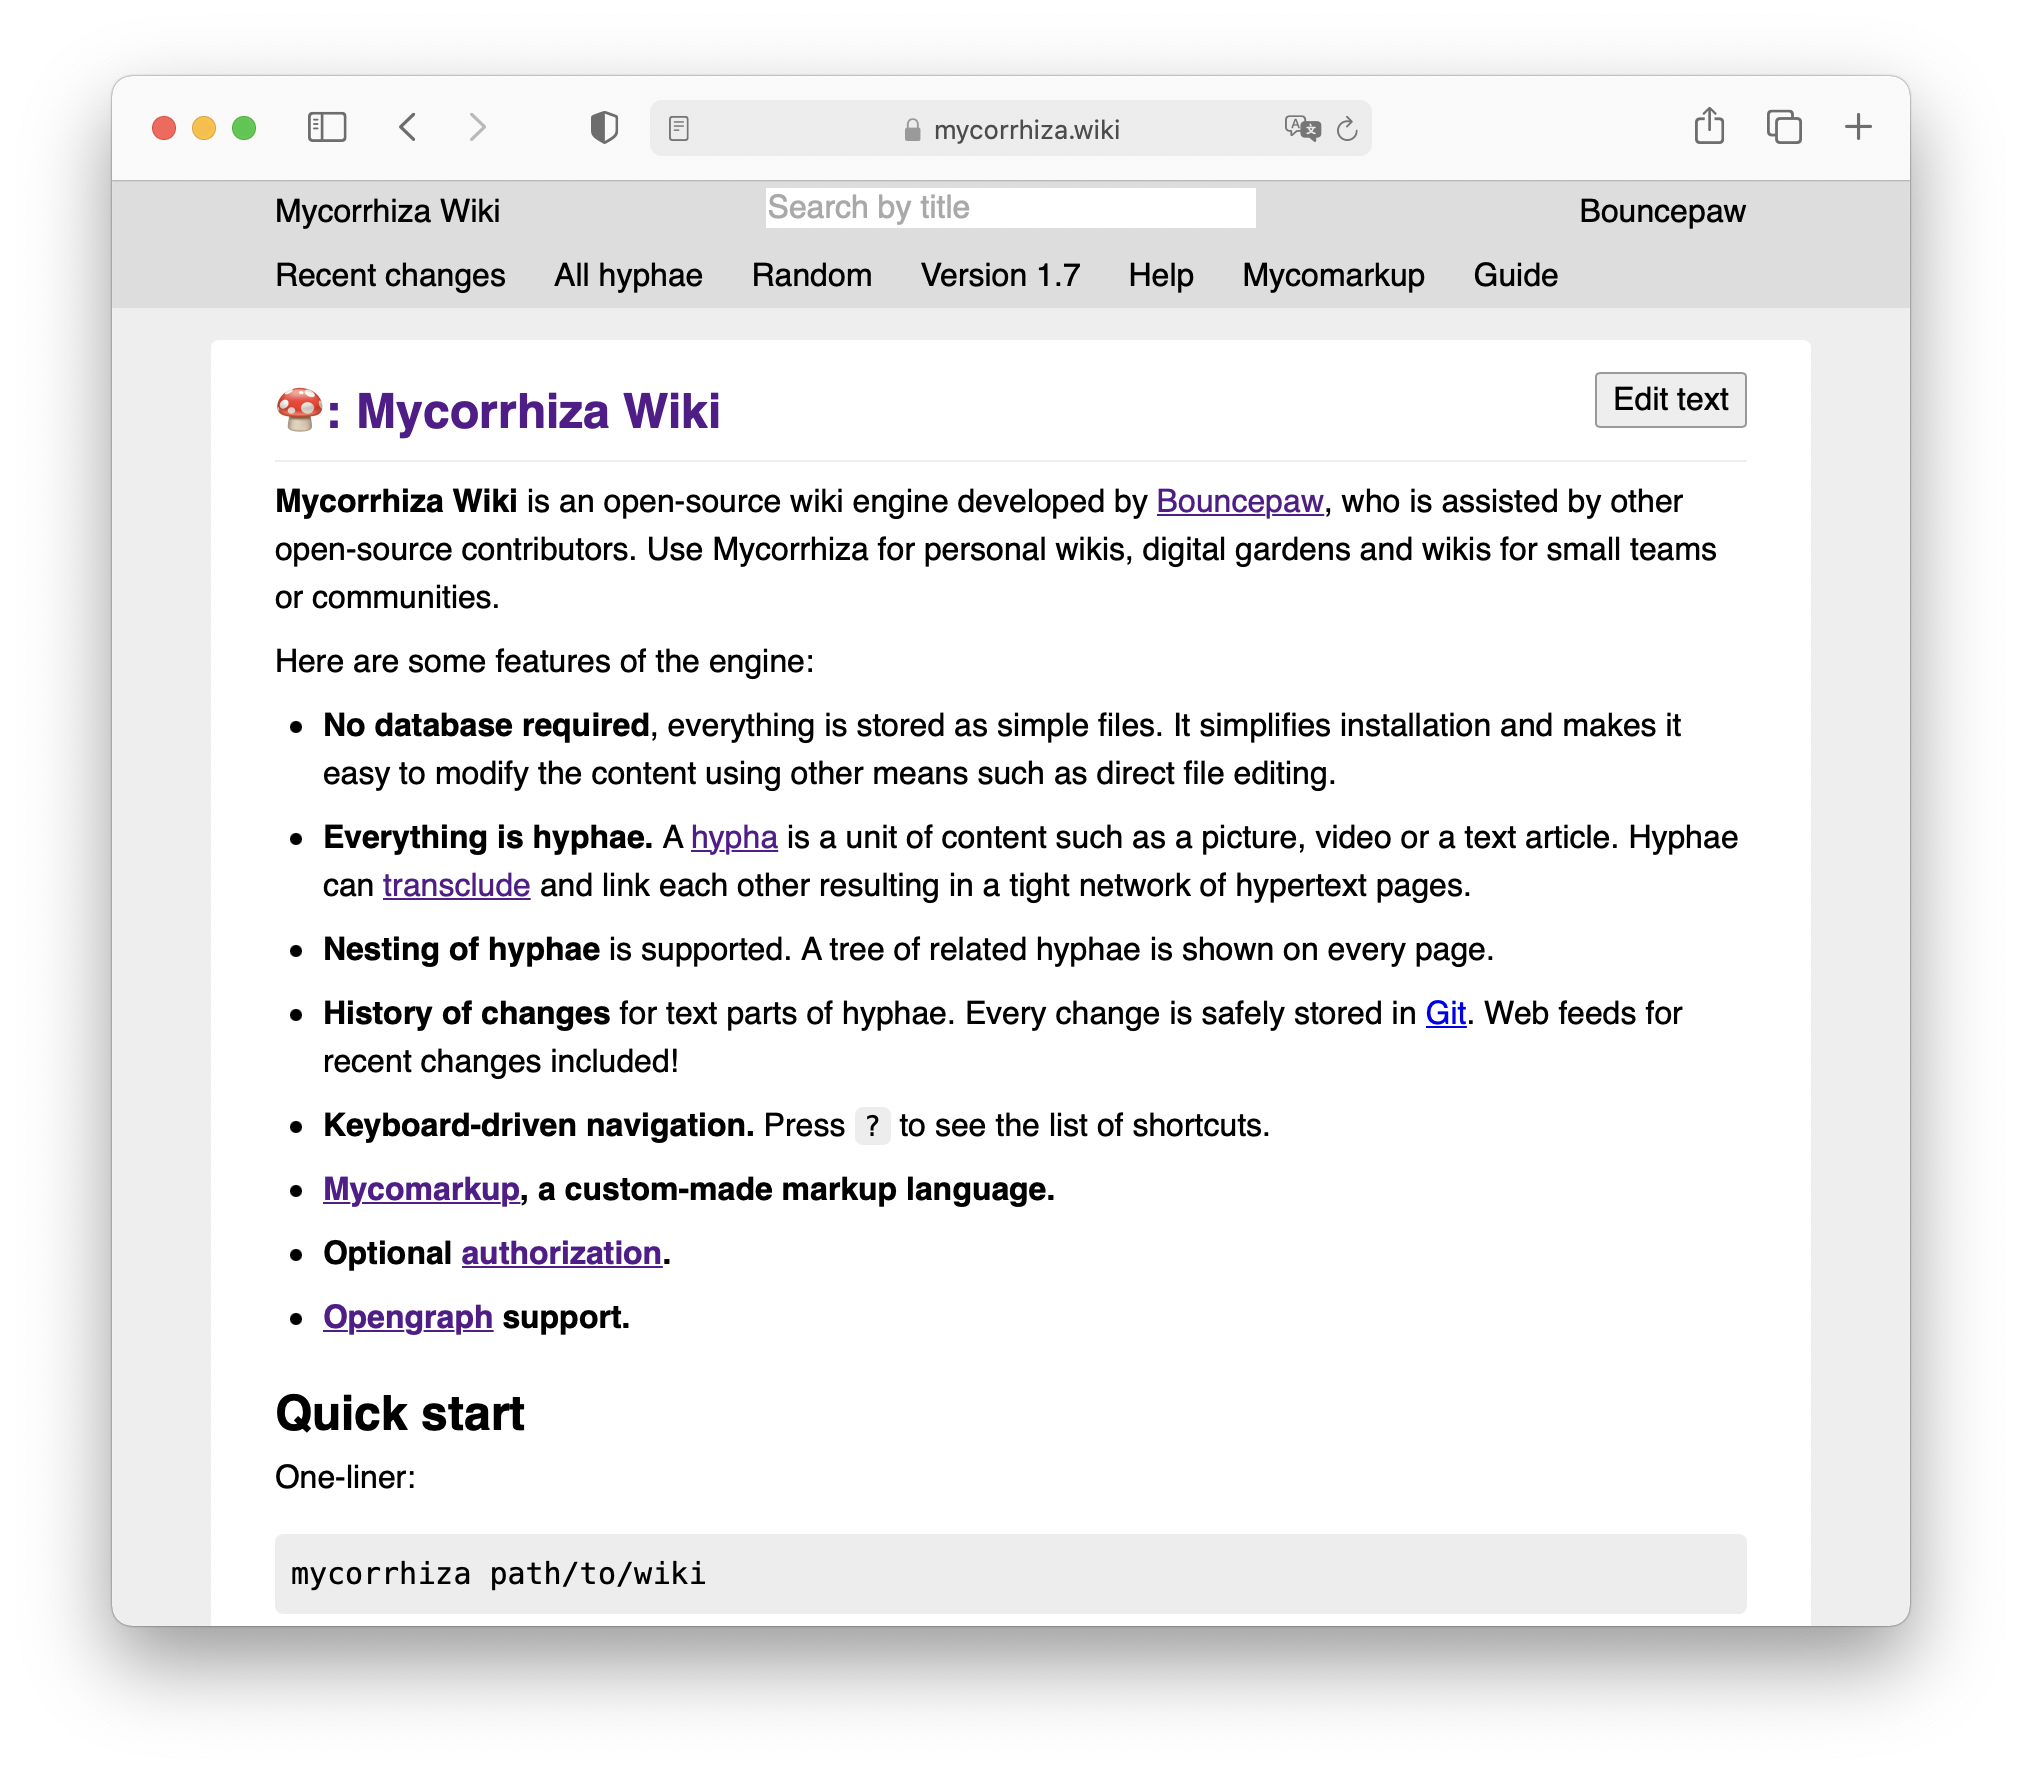 mycorrhiza.wiki
Mycorrhiza Wiki
Search by title
Bouncepaw
Recent changes All hyphae Random Version 1.7 Help Mycomarkup Guide
🍄: Mycorrhiza Wiki
Edit text
Mycorrhiza Wiki is an open-source wiki engine developed by Bouncepaw, who is assisted by other
open-source contributors. Use Mycorrhiza for personal wikis, digital gardens and wikis for small teams
or communities.
Here are some features of the engine:
• No database required, everything is stored as simple files. It simplifies installation and makes it
easy to modify the content using other means such as direct file editing.
• Everything is hyphae. A hypha is a unit of content such as a picture, video or a text article. Hyphae
can transclude and link each other resulting in a tight network of hypertext pages.
• Nesting of hyphae is supported. A tree of related hyphae is shown on every page.
• History of changes for text parts of hyphae. Every change is safely stored in Git. Web feeds for
recent changes included!
• Keyboard-driven navigation. Press ? to see the list of shortcuts.
• Mycomarkup, a custom-made markup language.
• Optional authorization.
• Opengraph support.
Quick start
One-liner:
mycorrhiza path/to/wiki